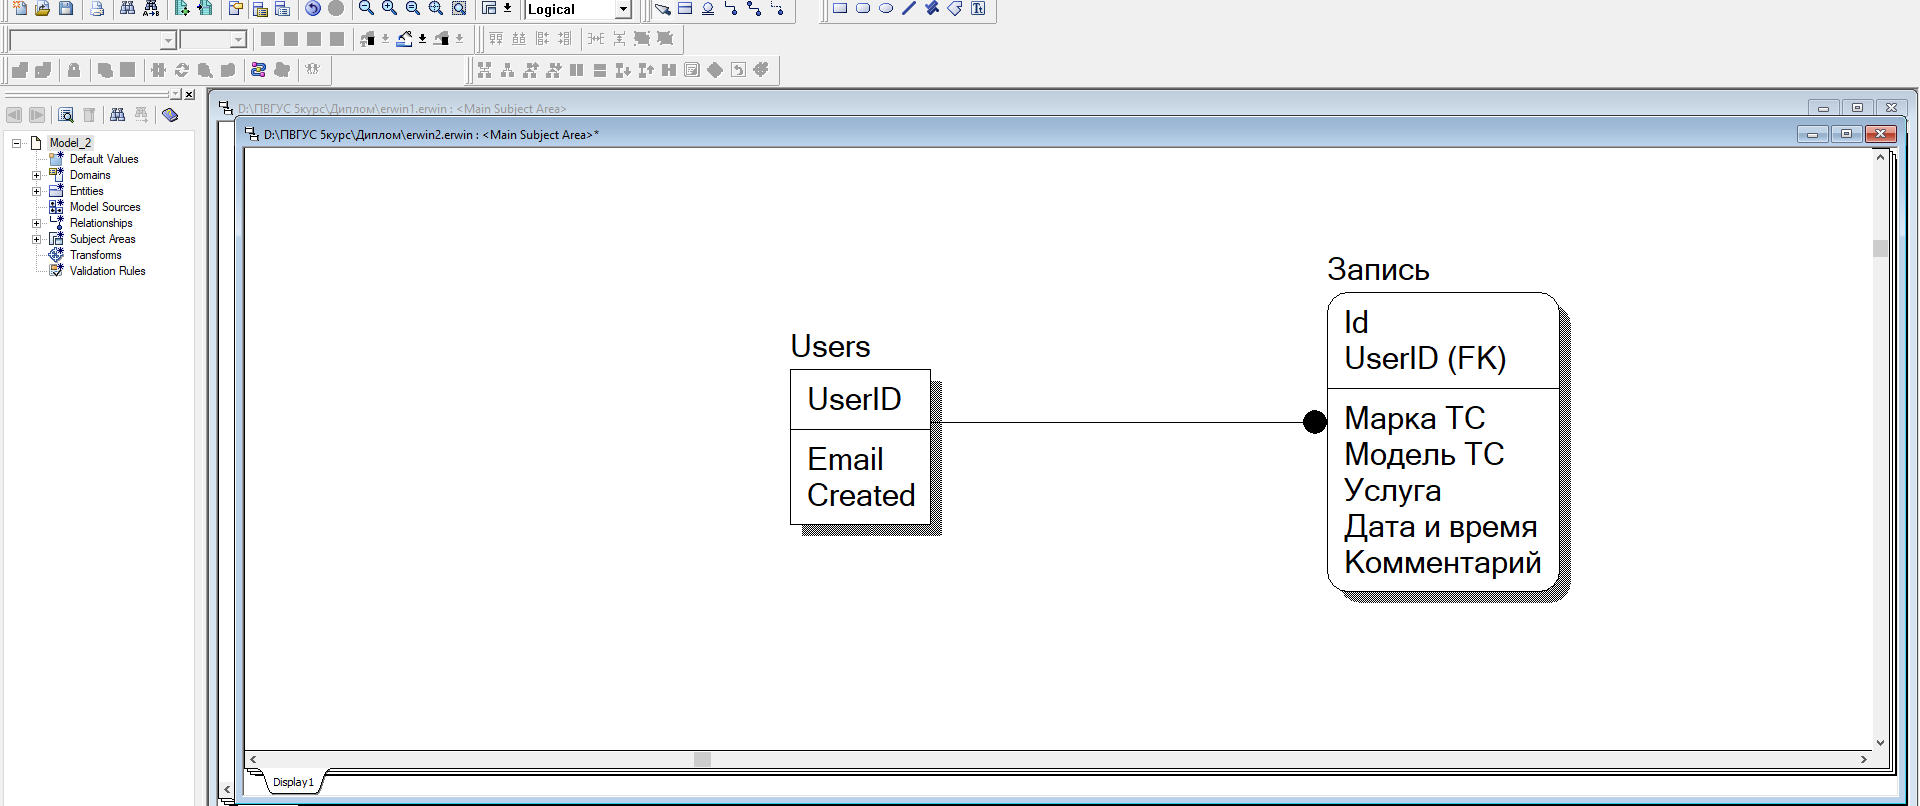 Logical
D:\ПВГУС 5курс\Диплом\erwin1.erwin : <Main Subject Area>
D:\ПВГУС 5курс\Диплом\erwin2.erwin : <Main Subject Area>*
Model_2
Default Values
Domains
Entities
Model Sources
Relationships
Subject Areas
Transforms
Validation Rules
Users
UserID
Email
Created
Запись
Id
UserID (FK)
Марка ТС
Модель ТС
Услуга
Дата и время
Комментарий
Display1